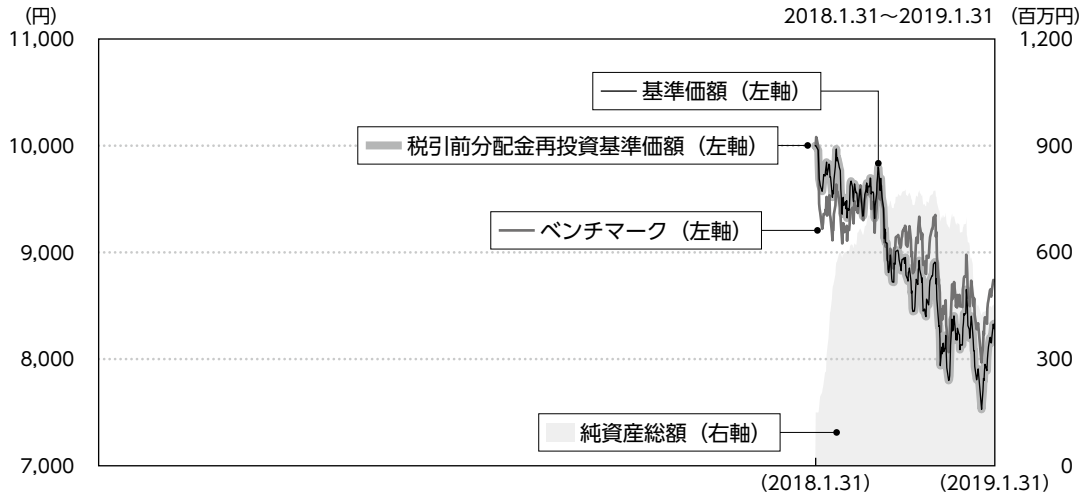 (円)
2018.1.31～2019.1.31
(百万円)
11,000
1,200
基準価額（左軸）
10,000
税引前分配金再投資基準価額（左軸）
900
ベンチマーク（左軸）
9,000
600
8,000
300
純資産総額（右軸）
7,000
0
(2018.1.31)
(2019.1.31)